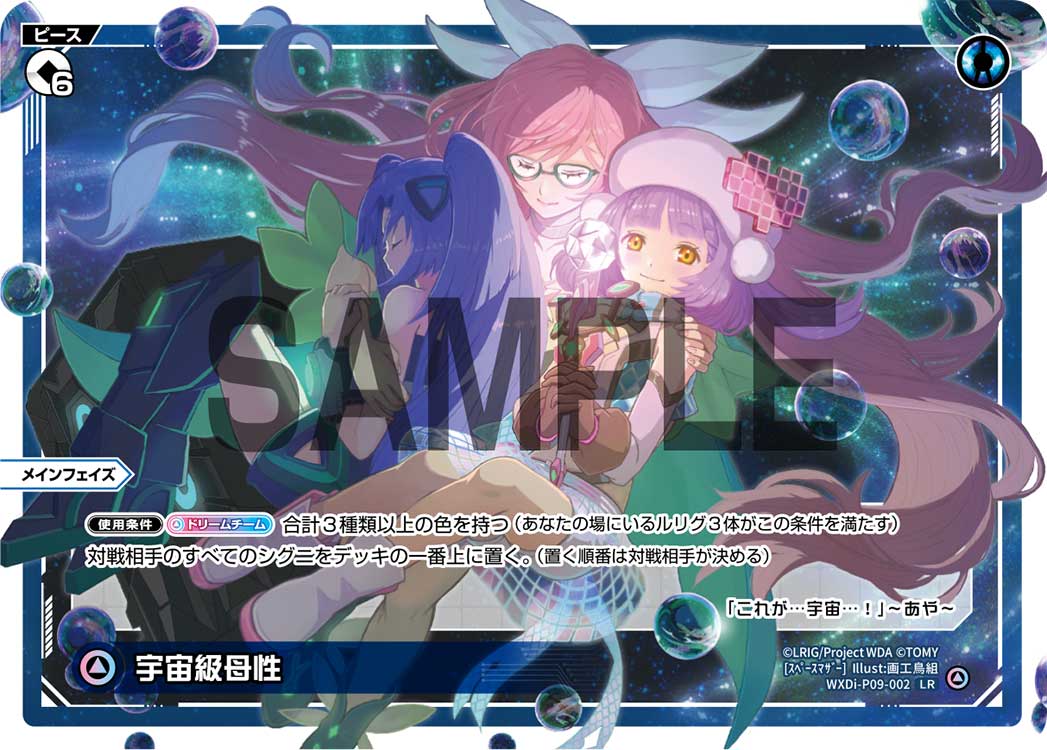 ピース
6
SAMPLE
メインフェイズ
使用条件 ドリームチーム 合計3種類以上の色を持つ(あなたの場にいるルリグ3体がこの条件を満たす)
対戦相手のすべてのシグニをデッキの一番上に置く。(置く順番は対戦相手が決める)
「これが…宇宙…!」~あや~
宇宙級母性
©LRIG/Project WDA ©TOMY
[スペースマザー] Illust:画工鳥組
WXDi-P09-002 LR